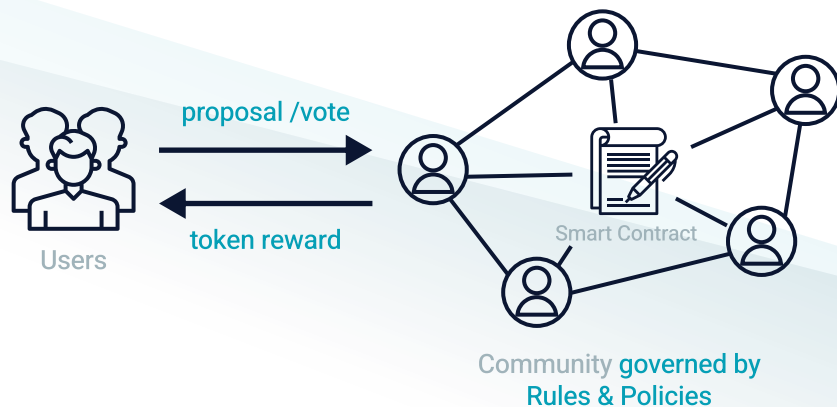 proposal /vote
token reward
Users
Smart Contract
Community governed by
Rules & Policies